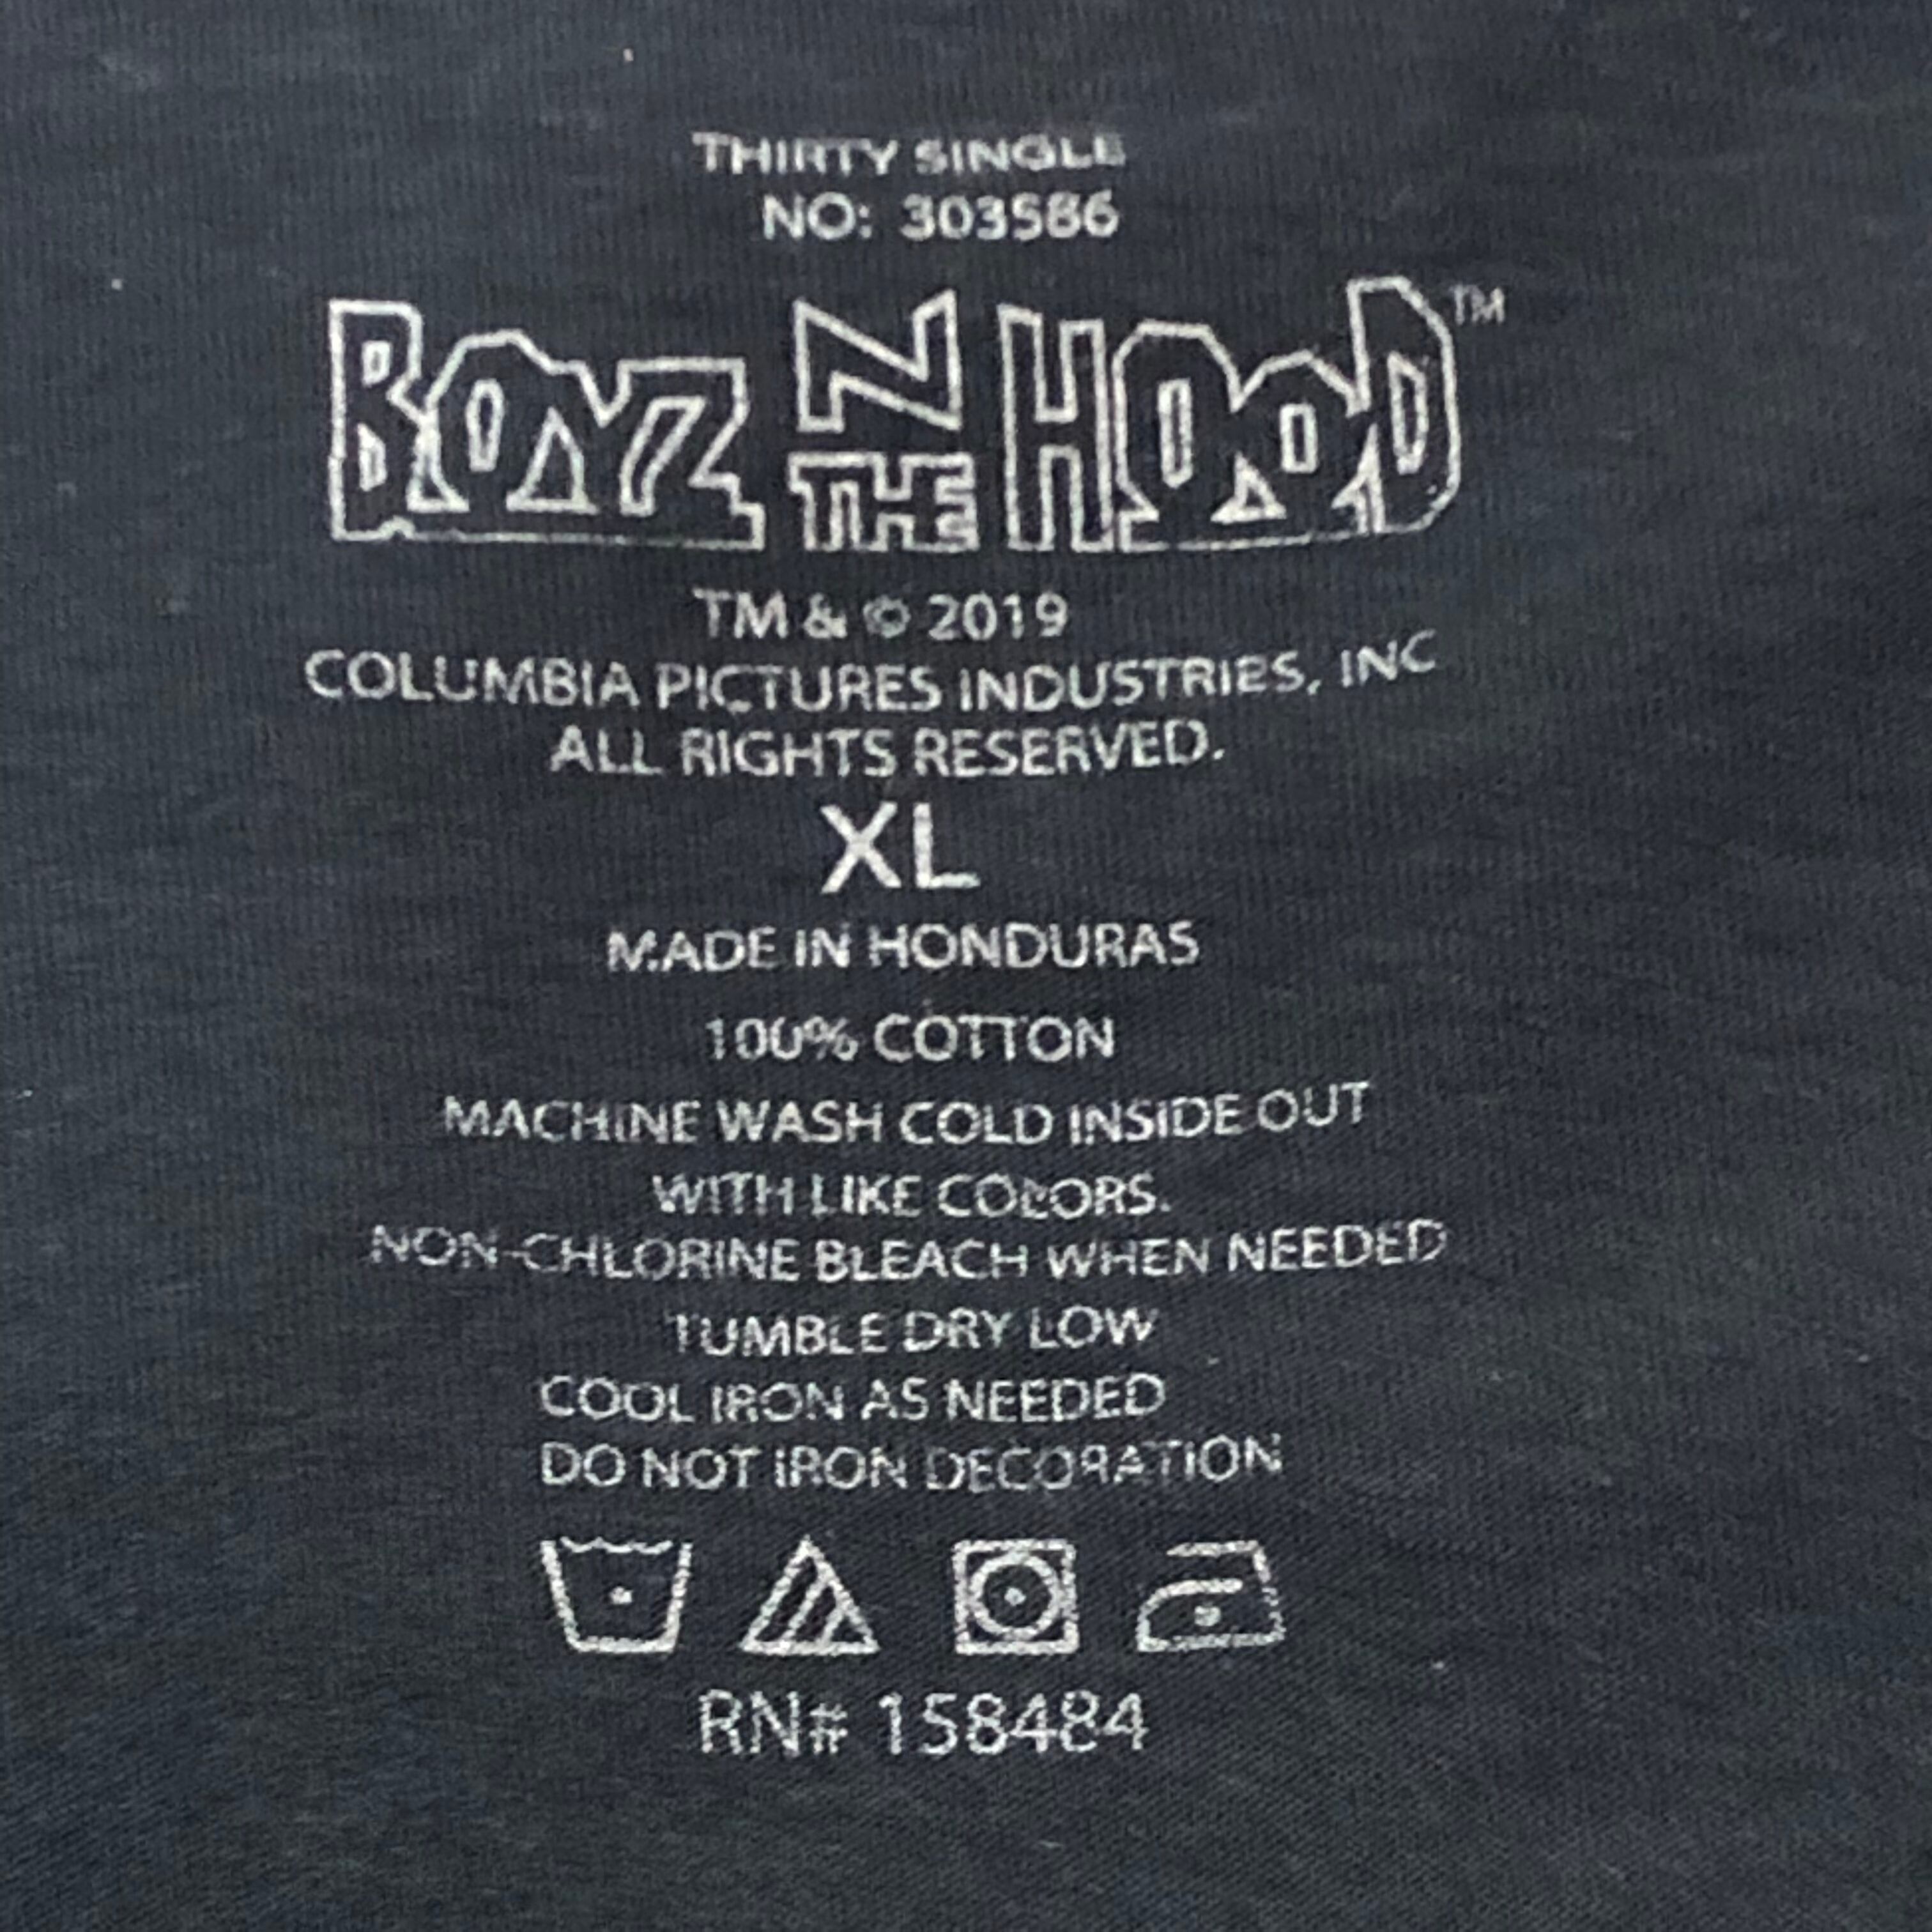 THIRTY SINGLE
NO: 303586
BOYZ N THE HOOD™
TM & © 2019
COLUMBIA PICTURES INDUSTRIES, INC
ALL RIGHTS RESERVED.
XL
MADE IN HONDURAS
100% COTTON
MACHINE WASH COLD INSIDE OUT
WITH LIKE COLORS.
NON-CHLORINE BLEACH WHEN NEEDED
TUMBLE DRY LOW
COOL IRON AS NEEDED
DO NOT IRON DECORATION
RN# 158484